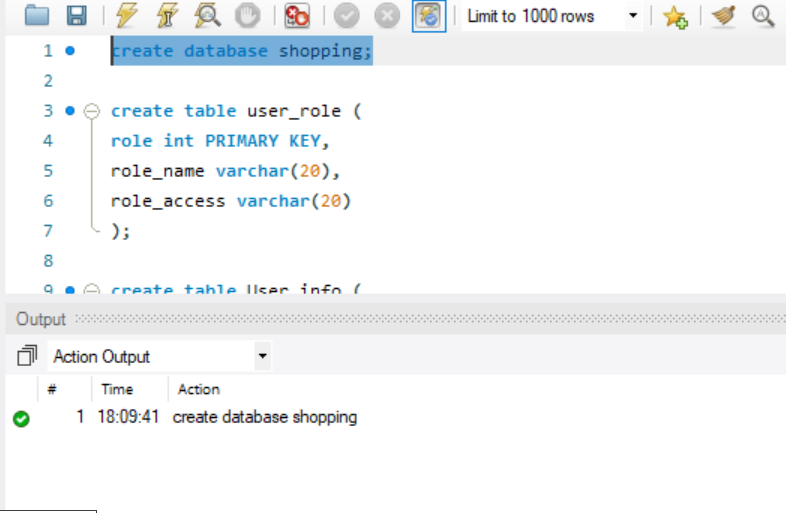 Limit to 1000 rows
1 create database shopping;
2
3 create table user_role (
4 role int PRIMARY KEY,
5 role_name varchar(20),
6 role_access varchar(20)
7 );
8
9 create table User_info (
Output
Action Output
# Time Action
1 18:09:41 create database shopping